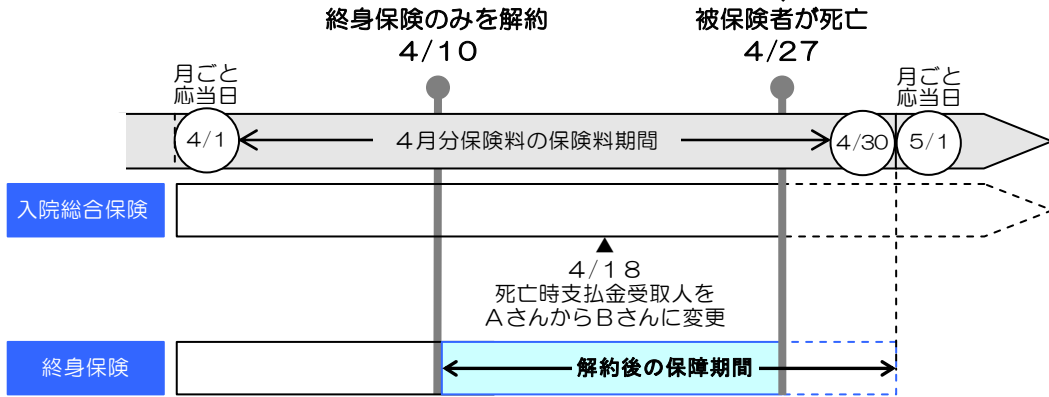 終身保険のみを解約
4/10
被保険者が死亡
4/27
月ごと
応当日
月ごと
応当日
4/1
4月分保険料の保険料期間
4/30
5/1
入院総合保険
▲
4/18
死亡時支払金受取人を
AさんからBさんに変更
終身保険
解約後の保障期間